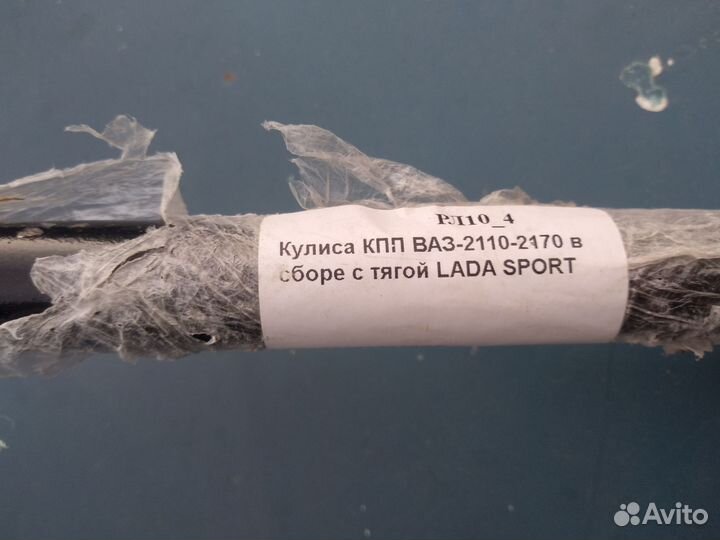 РЛ10_4
Кулиса КПП ВАЗ-2110-2170 в
сборе с тягой LADA SPORT
Avito